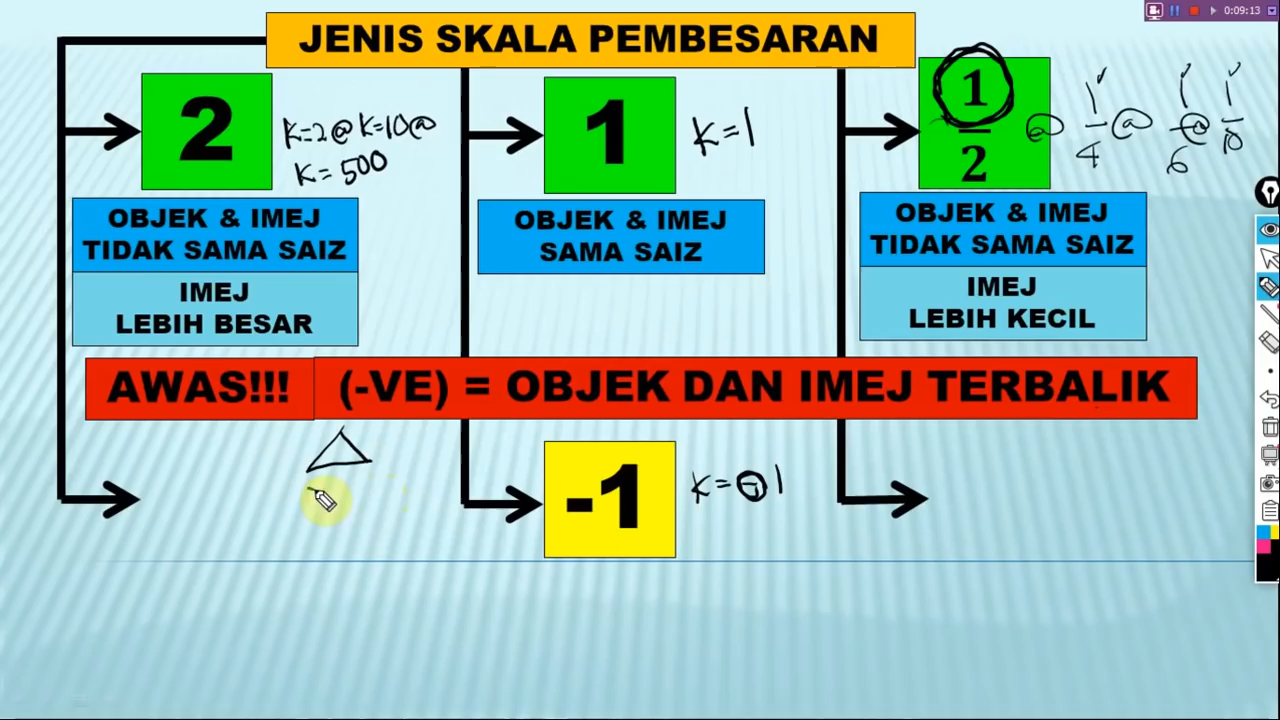 0:09:13
JENIS SKALA PEMBESARAN
2
K=2 @ K=10 @
K = 500
OBJEK & IMEJ
TIDAK SAMA SAIZ
IMEJ
LEBIH BESAR
1
K=1
OBJEK & IMEJ
SAMA SAIZ
1
2
@ 1/4 @ 1/6 @ 1/10
OBJEK & IMEJ
TIDAK SAMA SAIZ
IMEJ
LEBIH KECIL
AWAS!!! (-VE) = OBJEK DAN IMEJ TERBALIK
-1
K = -1